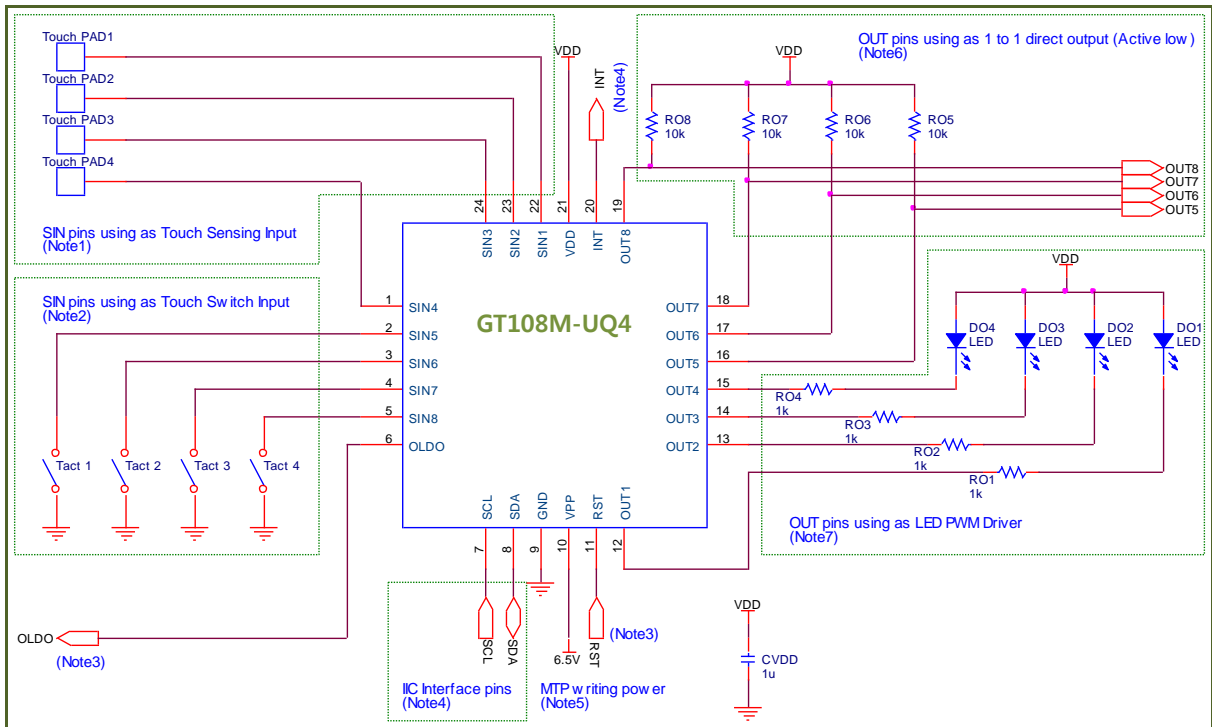 Touch PAD1
Touch PAD2
Touch PAD3
Touch PAD4
SIN pins using as Touch Sensing Input
(Note1)
VDD
INT
(Note4)
OUT pins using as 1 to 1 direct output (Active low)
(Note6)
VDD
RO8
10k
RO7
10k
RO6
10k
RO5
10k
OUT8
OUT7
OUT6
OUT5
24
23
22
21
20
19
SIN3
SIN2
SIN1
VDD
INT
OUT8
GT108M-UQ4
SIN pins using as Touch Switch Input
(Note2)
1
SIN4
2
SIN5
3
SIN6
4
SIN7
5
SIN8
6
OLDO
OUT7
18
OUT6
17
OUT5
16
OUT4
15
OUT3
14
OUT2
13
VDD
DO4
LED
DO3
LED
DO2
LED
DO1
LED
RO4
1k
RO3
1k
RO2
1k
RO1
1k
OUT pins using as LED PWM Driver
(Note7)
Tact 1
Tact 2
Tact 3
Tact 4
SCL
SDA
GND
VPP
RST
OUT1
7
8
9
10
11
12
OLDO
(Note3)
SCL
SDA
6.5V
RST
(Note3)
IIC Interface pins
(Note4)
MTP writing power
(Note5)
VDD
CVDD
1u